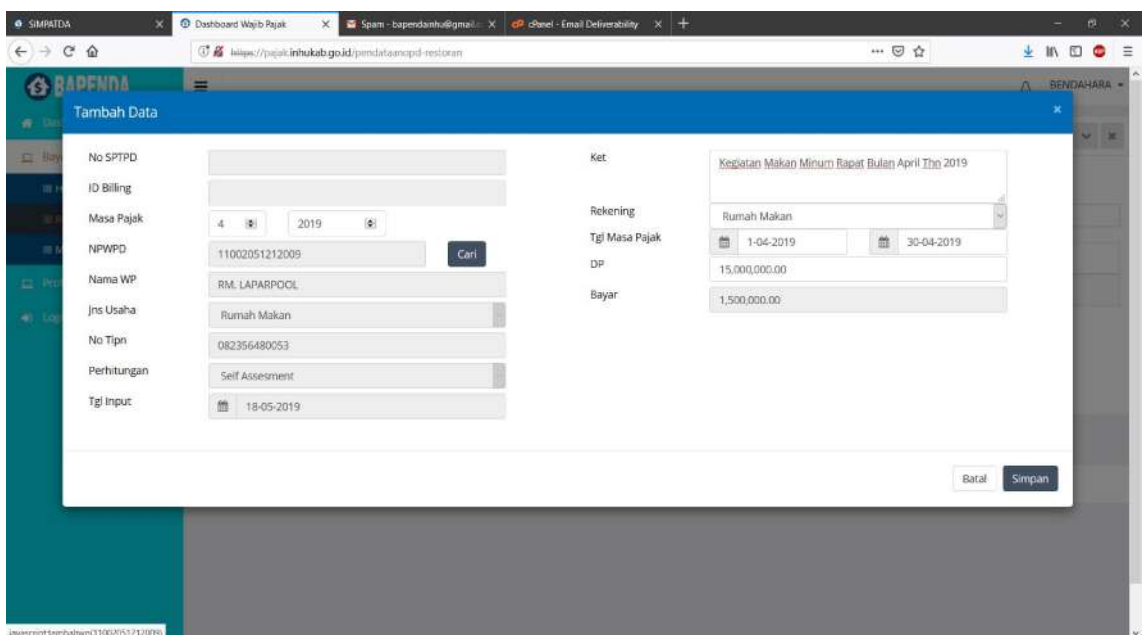 SIMPATDA
Dashboard Wajib Pajak
Spam - bapendainhu@gmail.c
cPanel - Email Deliverability
https://pajak.inhukab.go.id/pendataanopd-restoran
BAPENDA
BENDAHARA
Tambah Data
No SPTPD
ID Billing
Masa Pajak 4 2019
NPWPD 11002051212009 Cari
Nama WP RM. LAPARPOOL
Jns Usaha Rumah Makan
No Tlpn 082356480053
Perhitungan Self Assesment
Tgl Input 18-05-2019
Ket Kegiatan Makan Minum Rapat Bulan April Thn 2019
Rekening Rumah Makan
Tgl Masa Pajak 1-04-2019 30-04-2019
DP 15,000,000.00
Bayar 1,500,000.00
Batal Simpan